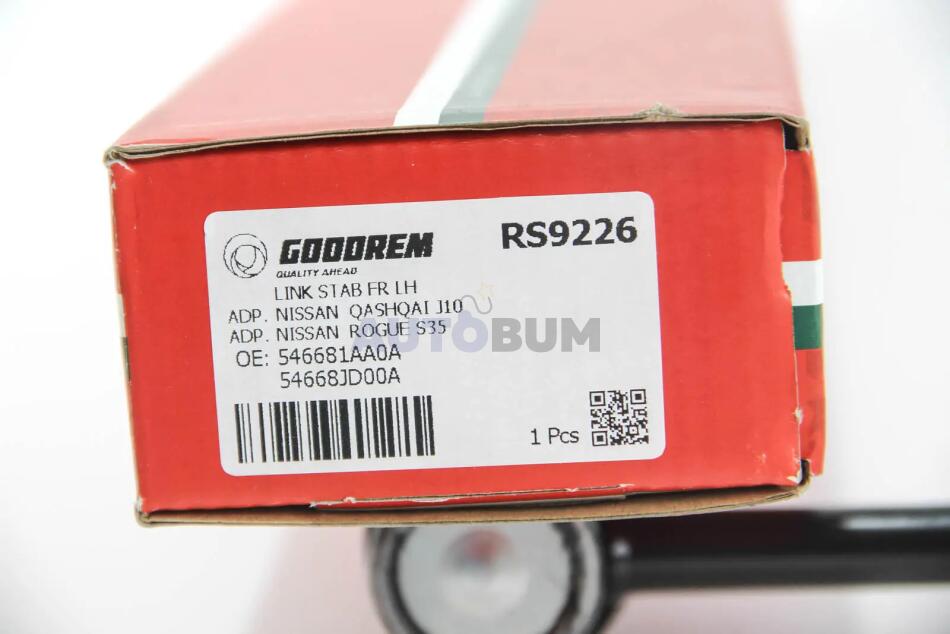 GOODREM
RS9226
QUALITY AHEAD
LINK STAB FR LH
ADP. NISSAN QASHQAI J10
ADP. NISSAN ROGUE S35
AUTOBUM
OE: 546681AA0A
54668JD00A
1 Pcs